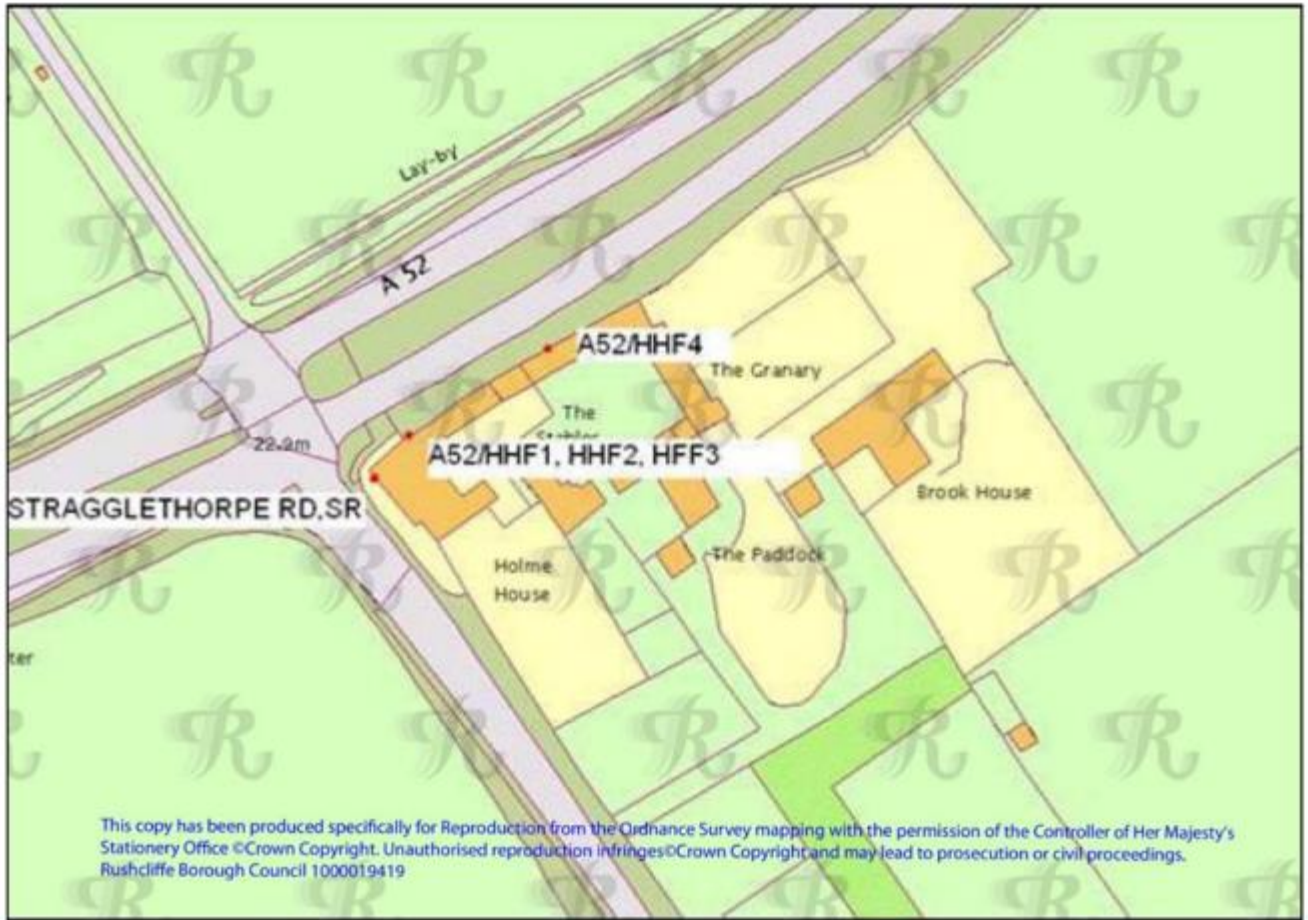 Lay-by
A 52
A52/HHF4
The Granary
The
22.9m
A52/HHF1, HHF2, HFF3
Brook House
STRAGGLETHORPE RD,SR
The Paddock
Holme
House
ter
This copy has been produced specifically for Reproduction from the Ordnance Survey mapping with the permission of the Controller of Her Majesty's
Stationery Office ©Crown Copyright. Unauthorised reproduction infringes©Crown Copyright and may lead to prosecution or civil proceedings.
Rushcliffe Borough Council 1000019419